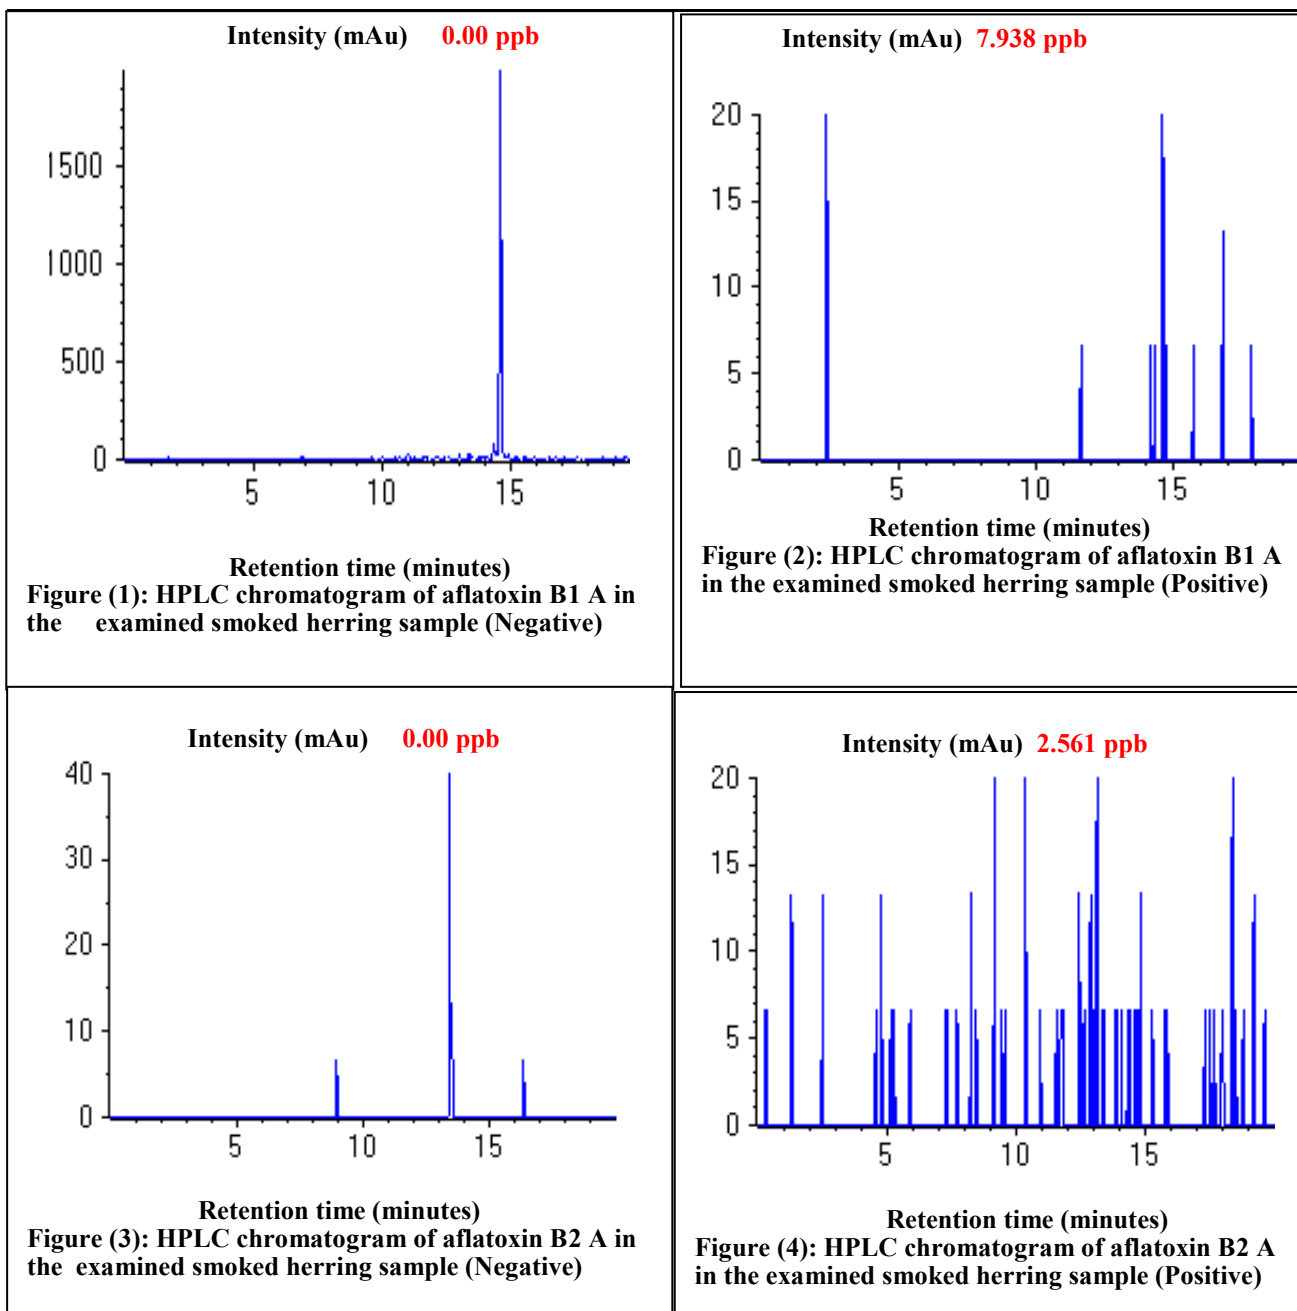 Intensity (mAu) 0.00 ppb
1500
1000
500
0
5 10 15
Retention time (minutes)
Figure (1): HPLC chromatogram of aflatoxin B1 A in
the examined smoked herring sample (Negative)
Intensity (mAu) 7.938 ppb
20
15
10
5
0
5 10 15
Retention time (minutes)
Figure (2): HPLC chromatogram of aflatoxin B1 A
in the examined smoked herring sample (Positive)
Intensity (mAu) 0.00 ppb
40
30
20
10
0
5 10 15
Retention time (minutes)
Figure (3): HPLC chromatogram of aflatoxin B2 A in
the examined smoked herring sample (Negative)
Intensity (mAu) 2.561 ppb
20
15
10
5
0
5 10 15
Retention time (minutes)
Figure (4): HPLC chromatogram of aflatoxin B2 A
in the examined smoked herring sample (Positive)